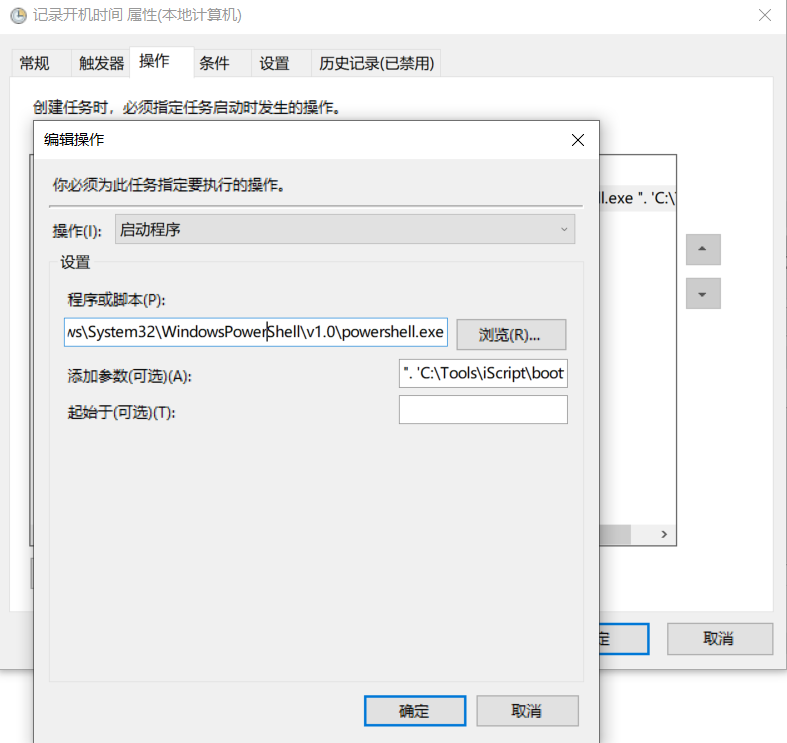 记录开机时间 属性(本地计算机)
常规 触发器 操作 条件 设置 历史记录(已禁用)
创建任务时，必须指定任务启动时发生的操作。
编辑操作
ll.exe ". 'C:\
你必须为此任务指定要执行的操作。
操作(I): 启动程序
设置
程序或脚本(P):
ws\System32\WindowsPowerShell\v1.0\powershell.exe 浏览(R)...
添加参数(可选)(A): ". 'C:\Tools\iScript\boot
起始于(可选)(T):
定 取消
确定 取消